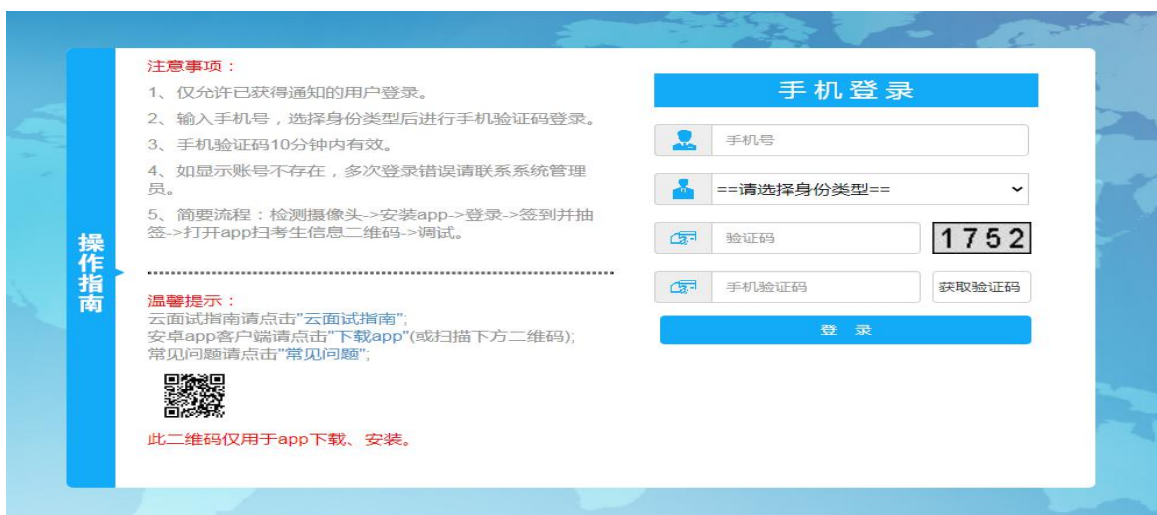 操作指南
注意事项：
1、仅允许已获得通知的用户登录。
2、输入手机号，选择身份类型后进行手机验证码登录。
3、手机验证码10分钟内有效。
4、如显示账号不存在，多次登录错误请联系系统管理
员。
5、简要流程：检测摄像头->安装app->登录->签到并抽
签->打开app扫考生信息二维码->调试。
温馨提示：
云面试指南请点击"云面试指南";
安卓app客户端请点击"下载app"(或扫描下方二维码);
常见问题请点击"常见问题";
此二维码仅用于app下载、安装。
手机登录
手机号
==请选择身份类型==
验证码
1752
手机验证码
获取验证码
登 录